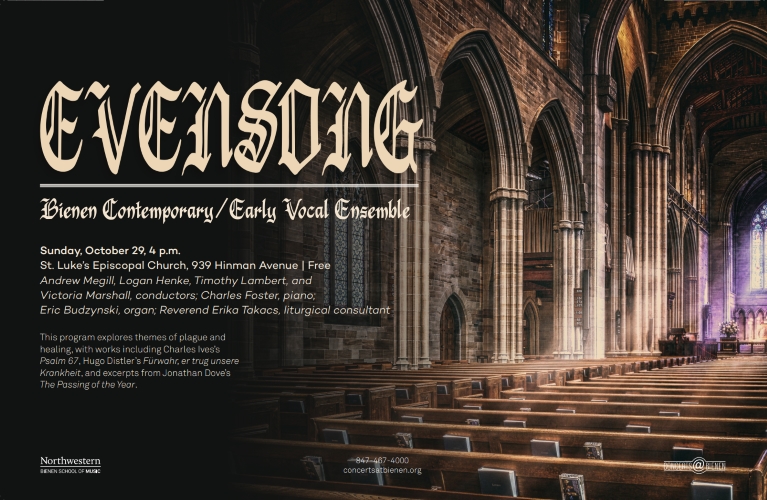 EVENSONG
Bienen Contemporary/Early Vocal Ensemble
Sunday, October 29, 4 p.m.
St. Luke's Episcopal Church, 939 Hinman Avenue | Free
Andrew Megill, Logan Henke, Timothy Lambert, and
Victoria Marshall, conductors; Charles Foster, piano;
Eric Budzynski, organ; Reverend Erika Takacs, liturgical consultant
This program explores themes of plague and
healing, with works including Charles Ives's
Psalm 67, Hugo Distler's Fürwahr, er trug unsere
Krankheit, and excerpts from Jonathan Dove's
The Passing of the Year.
Northwestern
BIENEN SCHOOL OF MUSIC
847-467-4000
concertsatbienen.org
CONCERTS@BIENEN